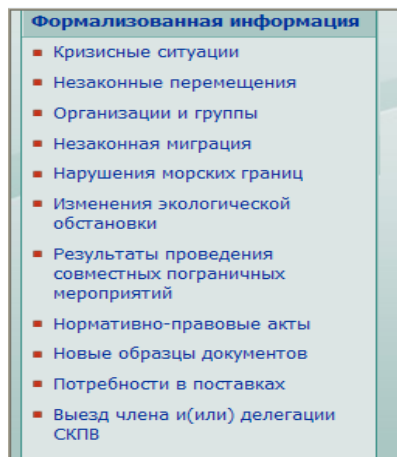 Формализованная информация
Кризисные ситуации
Незаконные перемещения
Организации и группы
Незаконная миграция
Нарушения морских границ
Изменения экологической
обстановки
Результаты проведения
совместных пограничных
мероприятий
Нормативно-правовые акты
Новые образцы документов
Потребности в поставках
Выезд члена и(или) делегации
СКПВ